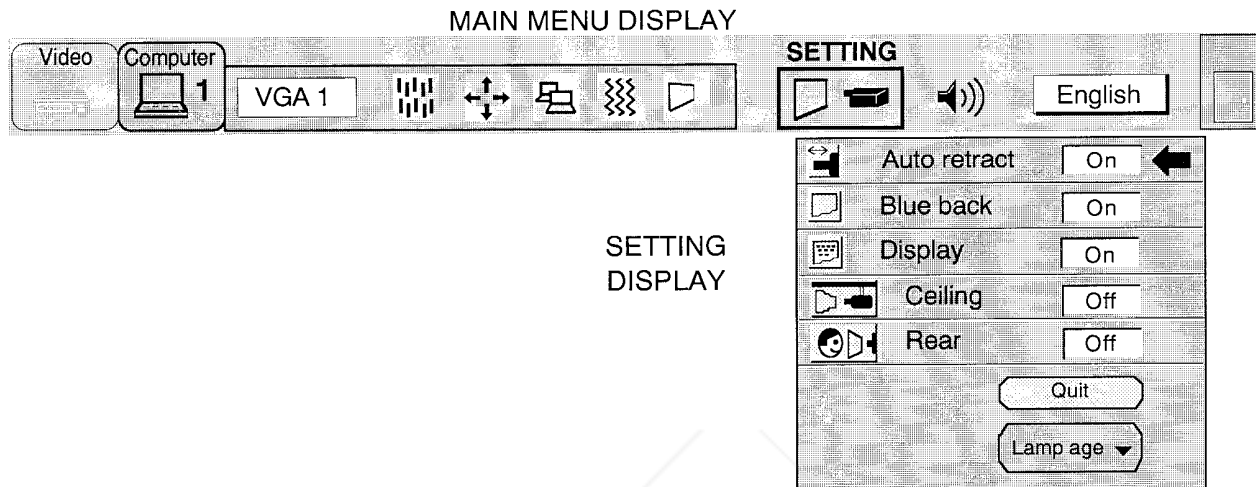 MAIN MENU DISPLAY
Video
Computer
1
VGA 1
SETTING
English
Auto retract On
Blue back On
SETTING
DISPLAY
Display On
Ceiling Off
Rear Off
Quit
Lamp age